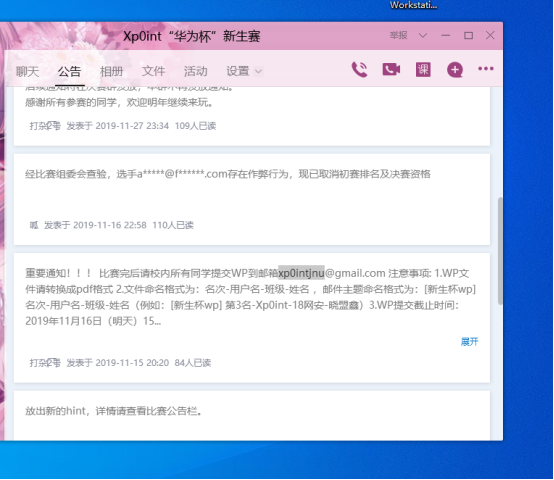 Workstati...
Xp0int“华为杯”新生赛
举报
聊天 公告 相册 文件 活动 设置
课
感谢所有参赛的同学，欢迎明年继续来玩。
发表于 2019-11-27 23:34 109人已读
经比赛组委会查验，选手a*****@f******.com存在作弊行为，现已取消初赛排名及决赛资格
呱 发表于 2019-11-16 22:58 110人已读
重要通知！！！ 比赛完后请校内所有同学提交WP到邮箱xp0intjnu@gmail.com 注意事项: 1.WP文
件请转换成pdf格式 2.文件命名格式为：名次-用户名-班级-姓名 ，邮件主题命名格式为：[新生杯wp]
名次-用户名-班级-姓名（例如：[新生杯wp] 第3名-Xp0int-18网安-晓盟鑫）3.WP提交截止时间：
2019年11月16日（明天）15...
展开
发表于 2019-11-15 20:20 84人已读
放出新的hint，详情请查看比赛公告栏。